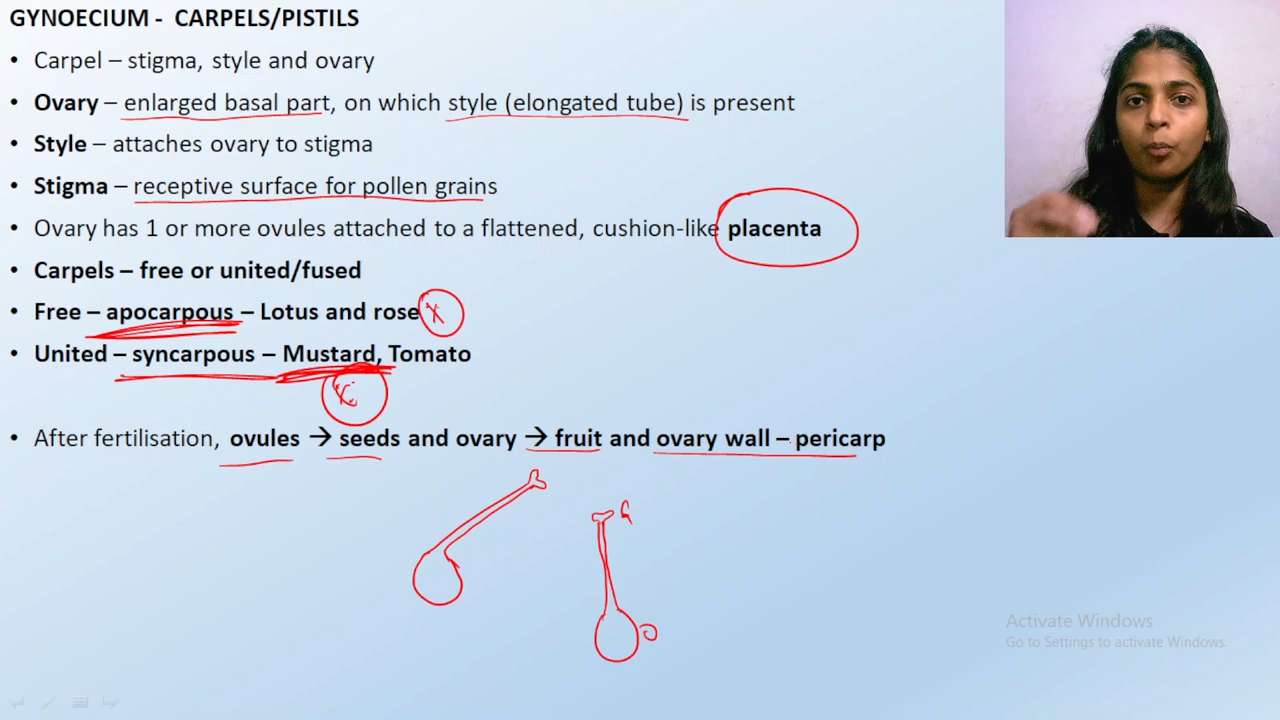 GYNOECIUM - CARPELS/PISTILS
• Carpel – stigma, style and ovary
• Ovary – enlarged basal part, on which style (elongated tube) is present
• Style – attaches ovary to stigma
• Stigma – receptive surface for pollen grains
• Ovary has 1 or more ovules attached to a flattened, cushion-like placenta
• Carpels – free or united/fused
• Free – apocarpous – Lotus and rose
• United – syncarpous – Mustard, Tomato
• After fertilisation, ovules → seeds and ovary → fruit and ovary wall – pericarp
Activate Windows
Go to Settings to activate Windows.